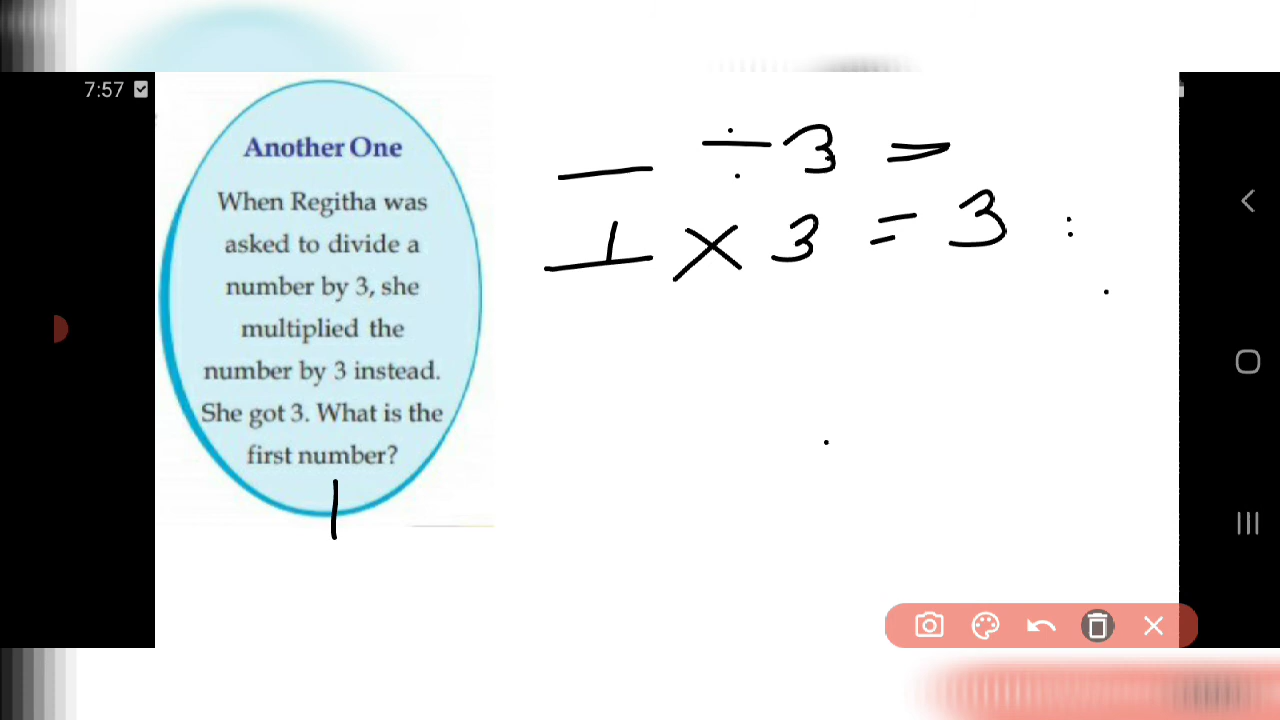 7:57
Another One
When Regitha was
asked to divide a
number by 3, she
multiplied the
number by 3 instead.
She got 3. What is the
first number?
1
__ ÷ 3 =
1 × 3 = 3